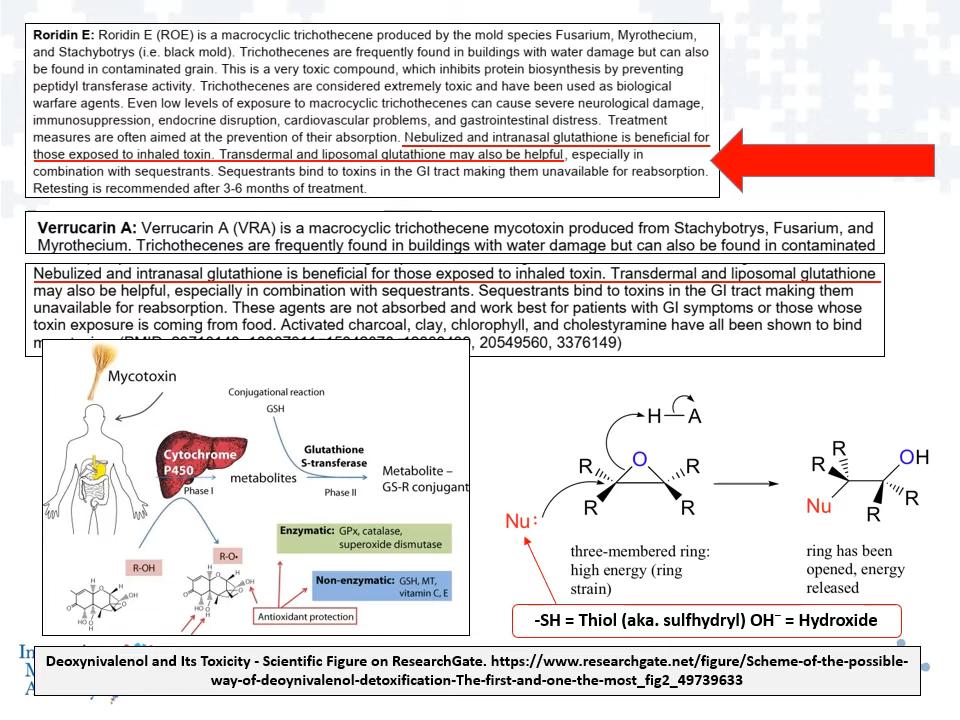 Roridin E: Roridin E (ROE) is a macrocyclic trichothecene produced by the mold species Fusarium, Myrothecium,
and Stachybotrys (i.e. black mold). Trichothecenes are frequently found in buildings with water damage but can also
be found in contaminated grain. This is a very toxic compound, which inhibits protein biosynthesis by preventing
peptidyl transferase activity. Trichothecenes are considered extremely toxic and have been used as biological
warfare agents. Even low levels of exposure to macrocyclic trichothecenes can cause severe neurological damage,
immunosuppression, endocrine disruption, cardiovascular problems, and gastrointestinal distress. Treatment
measures are often aimed at the prevention of their absorption. Nebulized and intranasal glutathione is beneficial for
those exposed to inhaled toxin. Transdermal and liposomal glutathione may also be helpful, especially in
combination with sequestrants. Sequestrants bind to toxins in the GI tract making them unavailable for reabsorption.
Retesting is recommended after 3-6 months of treatment.
Verrucarin A: Verrucarin A (VRA) is a macrocyclic trichothecene mycotoxin produced from Stachybotrys, Fusarium, and
Myrothecium. Trichothecenes are frequently found in buildings with water damage but can also be found in contaminated
Nebulized and intranasal glutathione is beneficial for those exposed to inhaled toxin. Transdermal and liposomal glutathione
may also be helpful, especially in combination with sequestrants. Sequestrants bind to toxins in the GI tract making them
unavailable for reabsorption. These agents are not absorbed and work best for patients with GI symptoms or those whose
toxin exposure is coming from food. Activated charcoal, clay, chlorophyll, and cholestyramine have all been shown to bind
20549560, 3376149)
Mycotoxin
Conjugational reaction
GSH
Cytochrome
P450
Phase I
metabolites
Glutathione
S-transferase
Phase II
Metabolite –
GS-R conjugant
Enzymatic: GPx, catalase,
superoxide dismutase
R-OH
R-O•
Non-enzymatic: GSH, MT,
vitamin C, E
Antioxidant protection
H
H
O
OH
O
HO
O
H
H
H
O
OH
O
HO
O
H
H A
O
R R
R R
Nu:
three-membered ring:
high energy (ring
strain)
R
R
OH
Nu
R
R
ring has been
opened, energy
released
-SH = Thiol (aka. sulfhydryl) OH⁻ = Hydroxide
In
M
A
Deoxynivalenol and Its Toxicity - Scientific Figure on ResearchGate. https://www.researchgate.net/figure/Scheme-of-the-possible-
way-of-deoynivalenol-detoxification-The-first-and-one-the-most_fig2_49739633